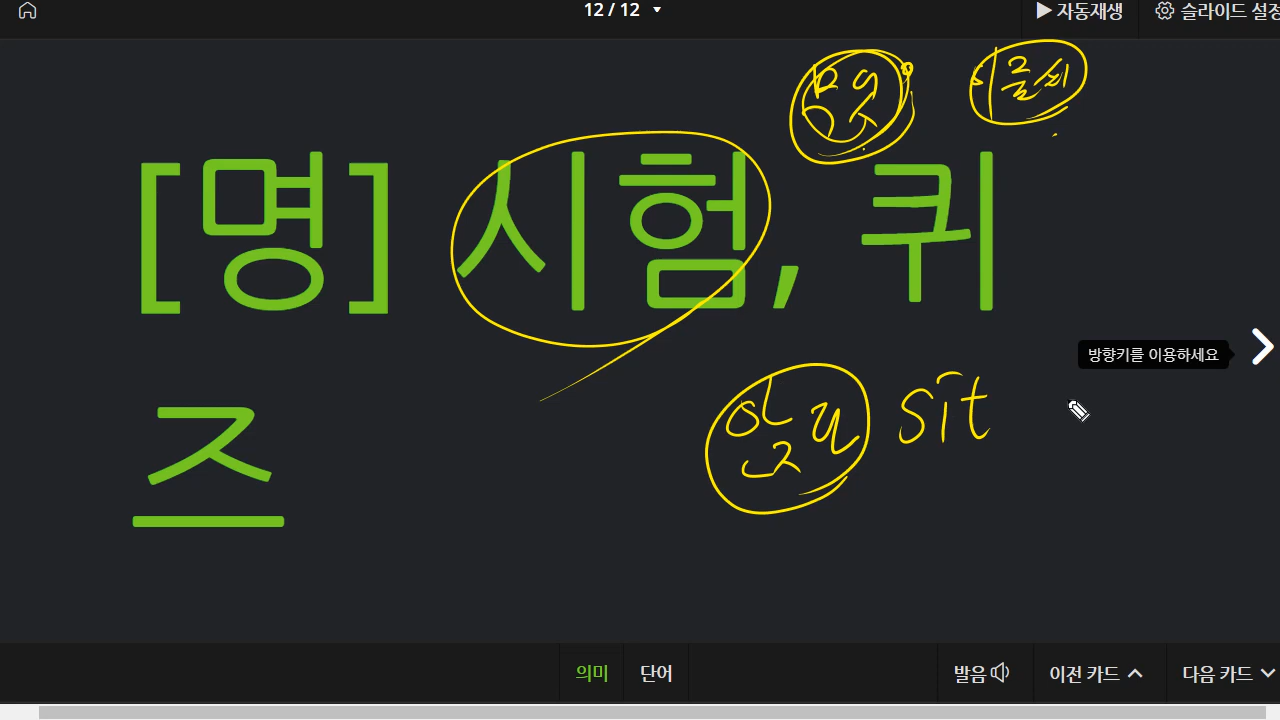 12 / 12
자동재생
슬라이드 설정
[명] 시험, 퀴
즈
sit
방향키를 이용하세요
의미
단어
발음
이전 카드
다음 카드